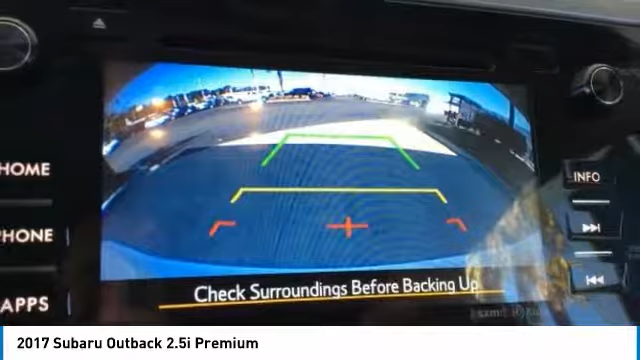 HOME
INFO
PHONE
APPS
Check Surroundings Before Backing Up
2017 Subaru Outback 2.5i Premium